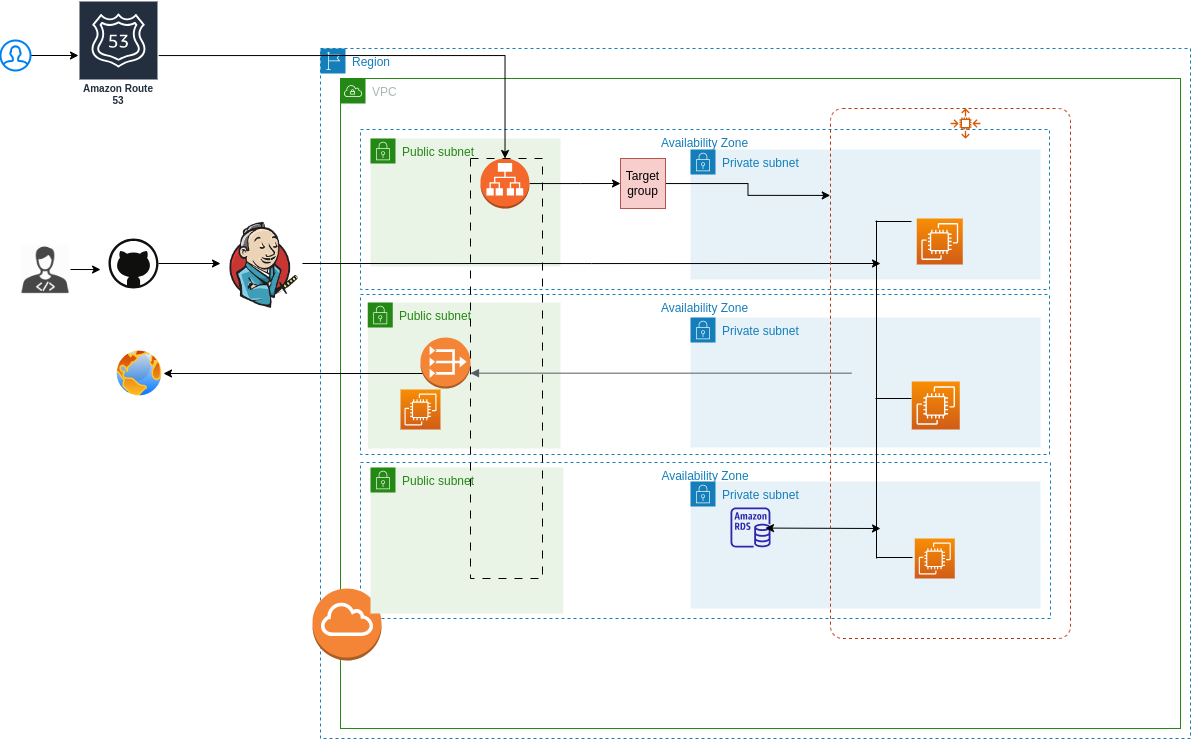 53
Amazon Route
53
Region
VPC
Availability Zone
Public subnet
Private subnet
Target
group
Availability Zone
Public subnet
Private subnet
Availability Zone
Public subnet
Private subnet
Amazon
RDS